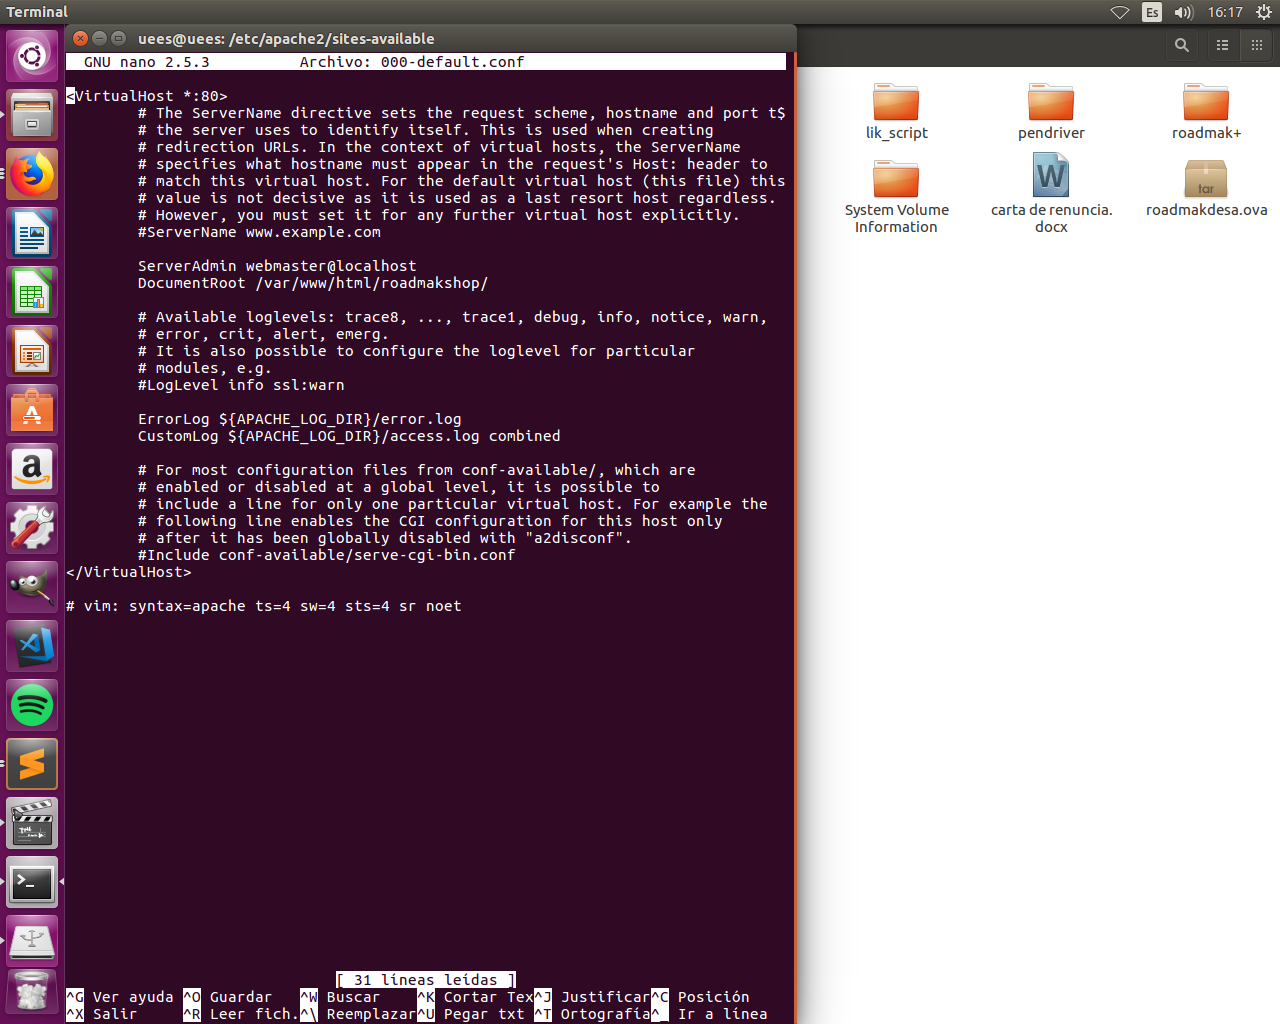 Terminal
Es
16:17
uees@uees: /etc/apache2/sites-available
GNU nano 2.5.3 Archivo: 000-default.conf
<VirtualHost *:80>
# The ServerName directive sets the request scheme, hostname and port t$
# the server uses to identify itself. This is used when creating
# redirection URLs. In the context of virtual hosts, the ServerName
# specifies what hostname must appear in the request's Host: header to
# match this virtual host. For the default virtual host (this file) this
# value is not decisive as it is used as a last resort host regardless.
# However, you must set it for any further virtual host explicitly.
#ServerName www.example.com
ServerAdmin webmaster@localhost
DocumentRoot /var/www/html/roadmakshop/
# Available loglevels: trace8, ..., trace1, debug, info, notice, warn,
# error, crit, alert, emerg.
# It is also possible to configure the loglevel for particular
# modules, e.g.
#LogLevel info ssl:warn
ErrorLog ${APACHE_LOG_DIR}/error.log
CustomLog ${APACHE_LOG_DIR}/access.log combined
# For most configuration files from conf-available/, which are
# enabled or disabled at a global level, it is possible to
# include a line for only one particular virtual host. For example the
# following line enables the CGI configuration for this host only
# after it has been globally disabled with "a2disconf".
#Include conf-available/serve-cgi-bin.conf
</VirtualHost>
# vim: syntax=apache ts=4 sw=4 sts=4 sr noet
[ 31 líneas leídas ]
^G Ver ayuda ^O Guardar ^W Buscar ^K Cortar Tex^J Justificar^C Posición
^X Salir ^R Leer fich.^\ Reemplazar^U Pegar txt ^T Ortografía^_ Ir a línea
lik_script
pendriver
roadmak+
System Volume
Information
W
carta de renuncia.
docx
tar
roadmakdesa.ova